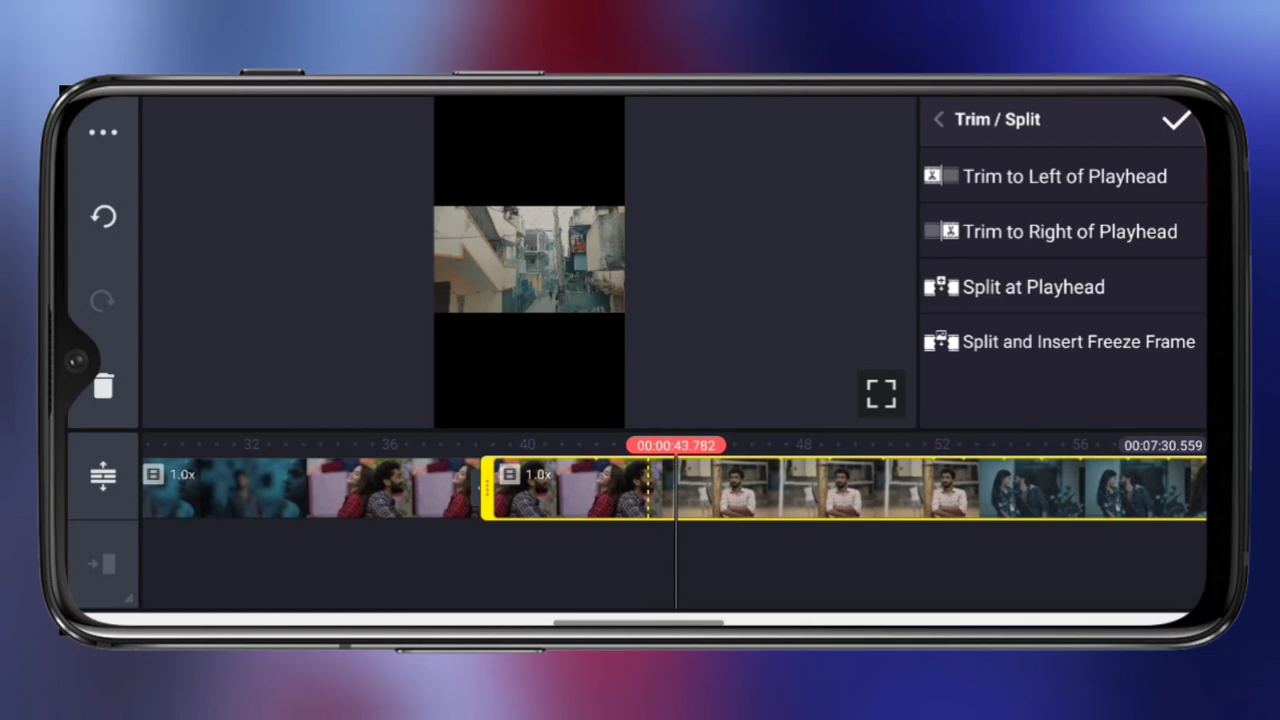 Trim / Split
Trim to Left of Playhead
Trim to Right of Playhead
Split at Playhead
Split and Insert Freeze Frame
32 36 40 00:00:43.782 48 52 56 00:07:30.559
1.0x 1.0x